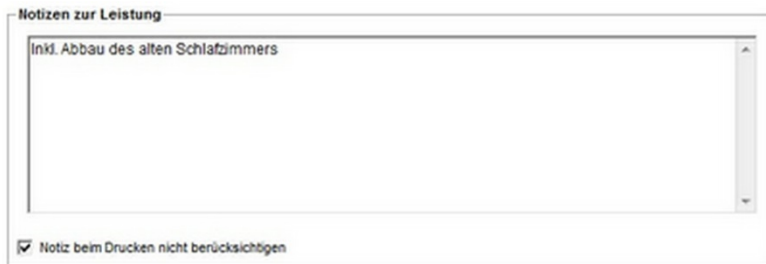 Notizen zur Leistung
Inkl. Abbau des alten Schlafzimmers
Notiz beim Drucken nicht berücksichtigen